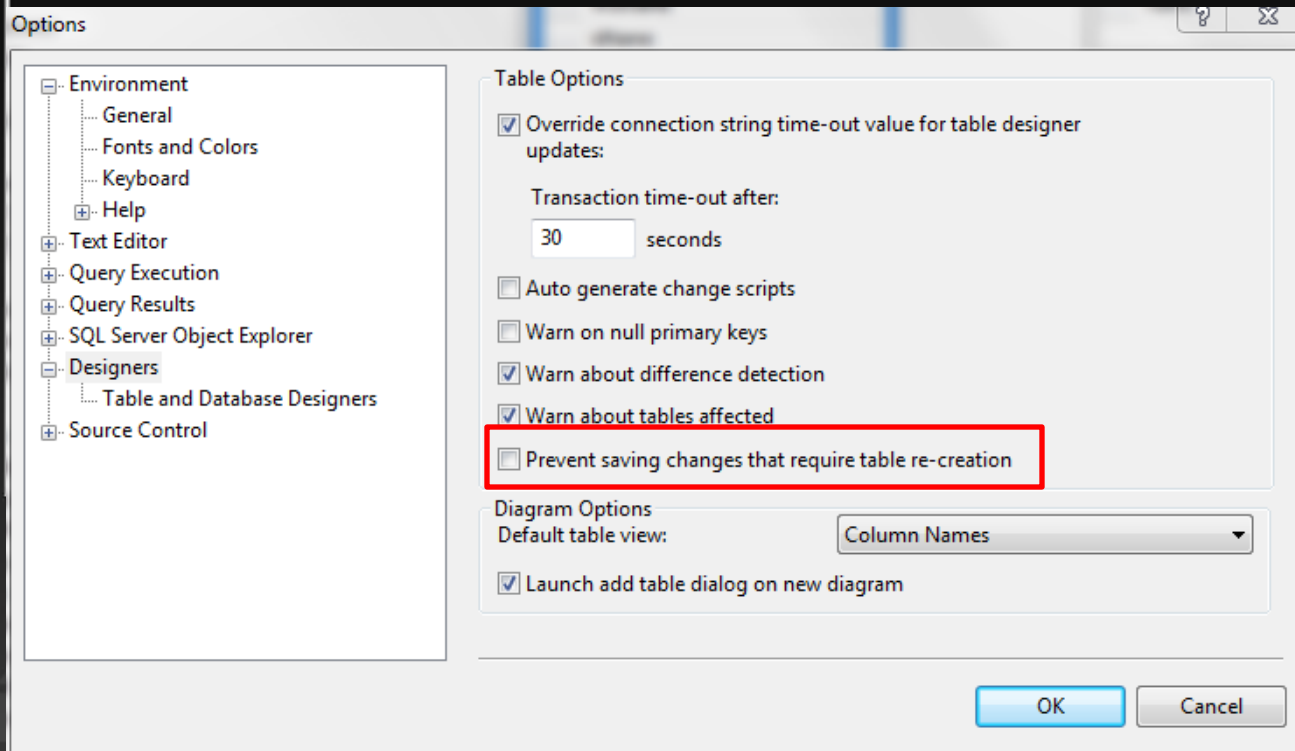 Options
Environment
General
Fonts and Colors
Keyboard
Help
Text Editor
Query Execution
Query Results
SQL Server Object Explorer
Designers
Table and Database Designers
Source Control
Table Options
Override connection string time-out value for table designer
updates:
Transaction time-out after:
30 seconds
Auto generate change scripts
Warn on null primary keys
Warn about difference detection
Warn about tables affected
Prevent saving changes that require table re-creation
Diagram Options
Default table view: Column Names
Launch add table dialog on new diagram
OK Cancel